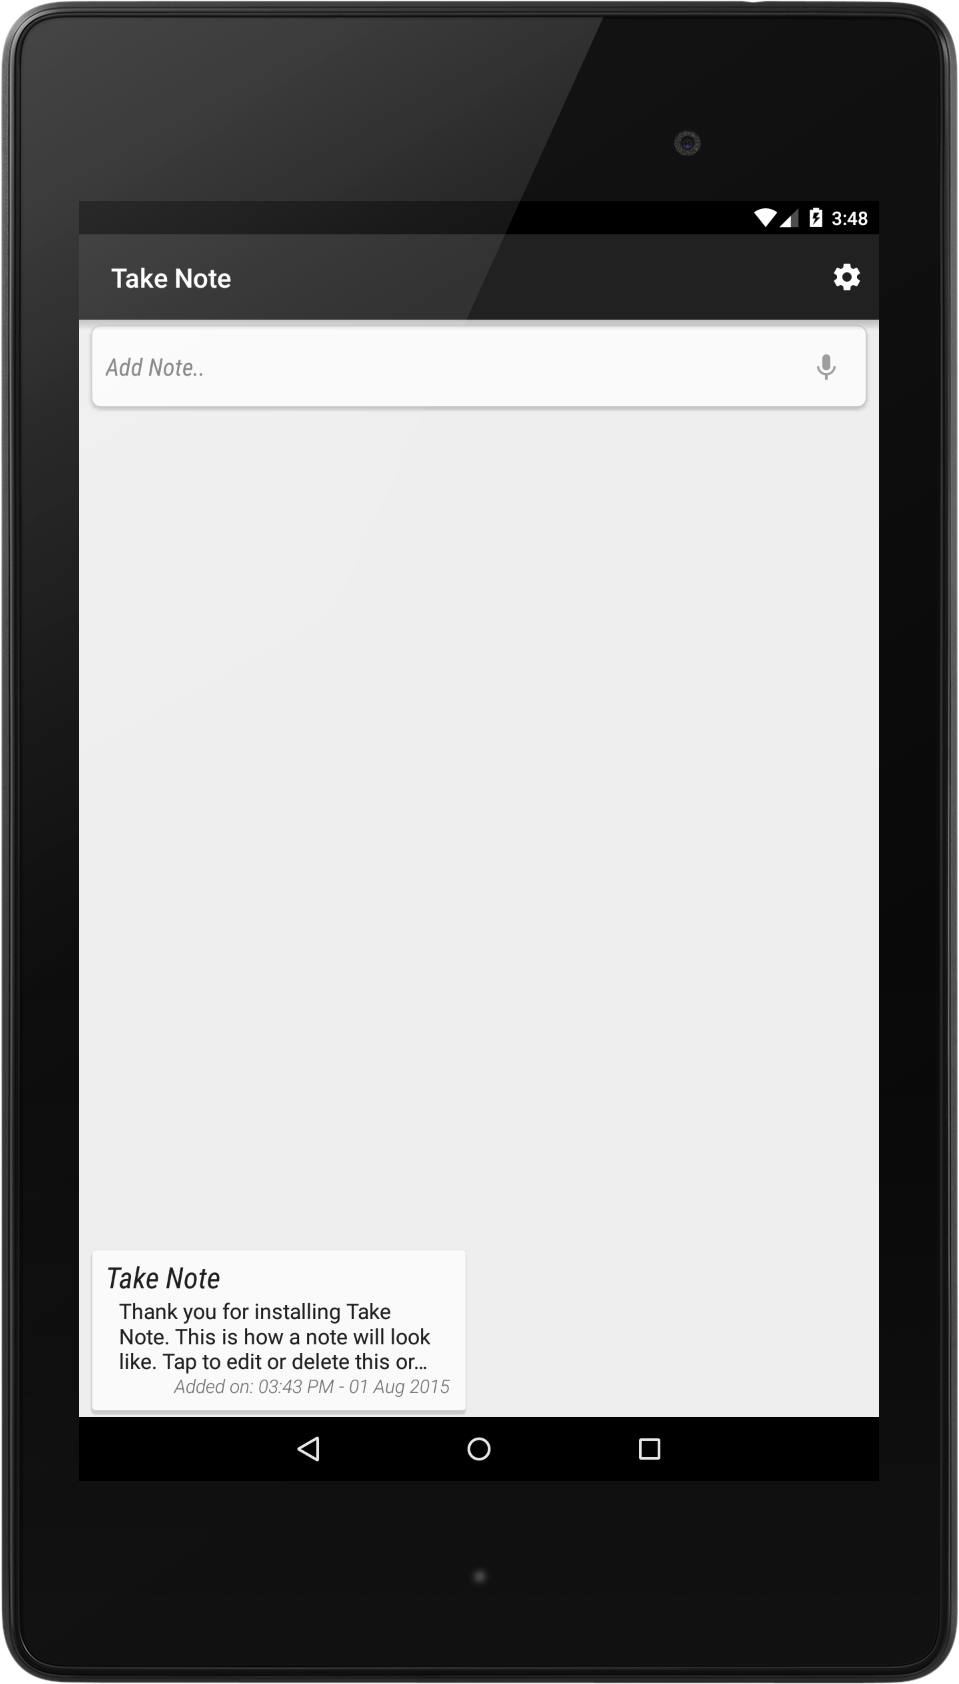 3:48
Take Note
Add Note..
Take Note
Thank you for installing Take
Note. This is how a note will look
like. Tap to edit or delete this or…
Added on: 03:43 PM - 01 Aug 2015